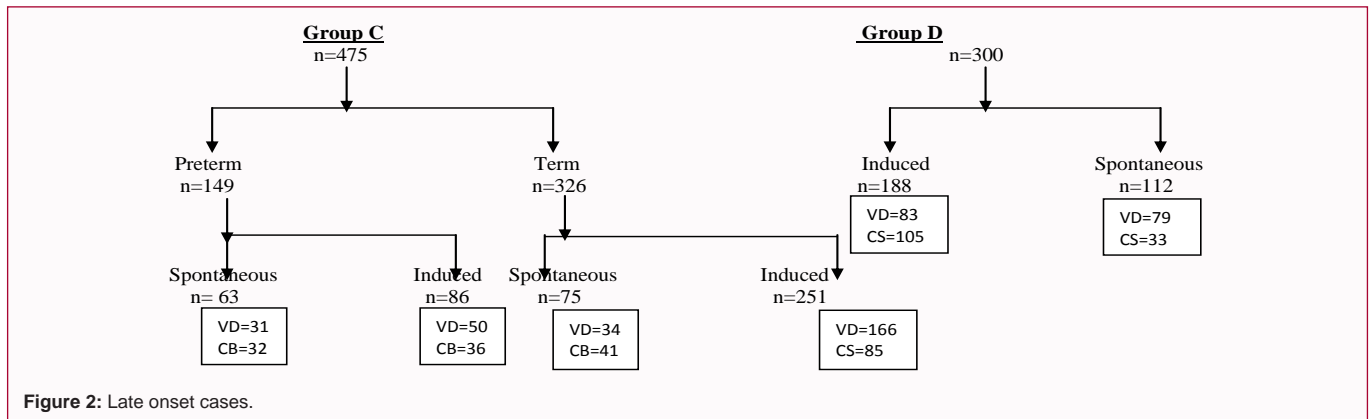 Group C
n=475
Group D
n=300
Preterm
n=149
Term
n=326
Induced
n=188
VD=83
CS=105
Spontaneous
n=112
VD=79
CS=33
Spontaneous
n= 63
VD=31
CB=32
Induced
n=86
VD=50
CB=36
Spontaneous
n=75
VD=34
CB=41
Induced
n=251
VD=166
CS=85
Figure 2: Late onset cases.